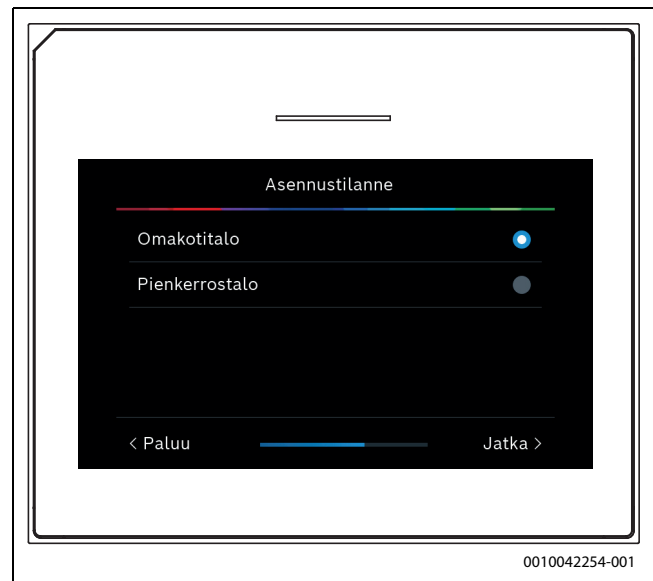 Asennustilanne
Omakotitalo
Pienkerrostalo
< Paluu Jatka >
0010042254-001